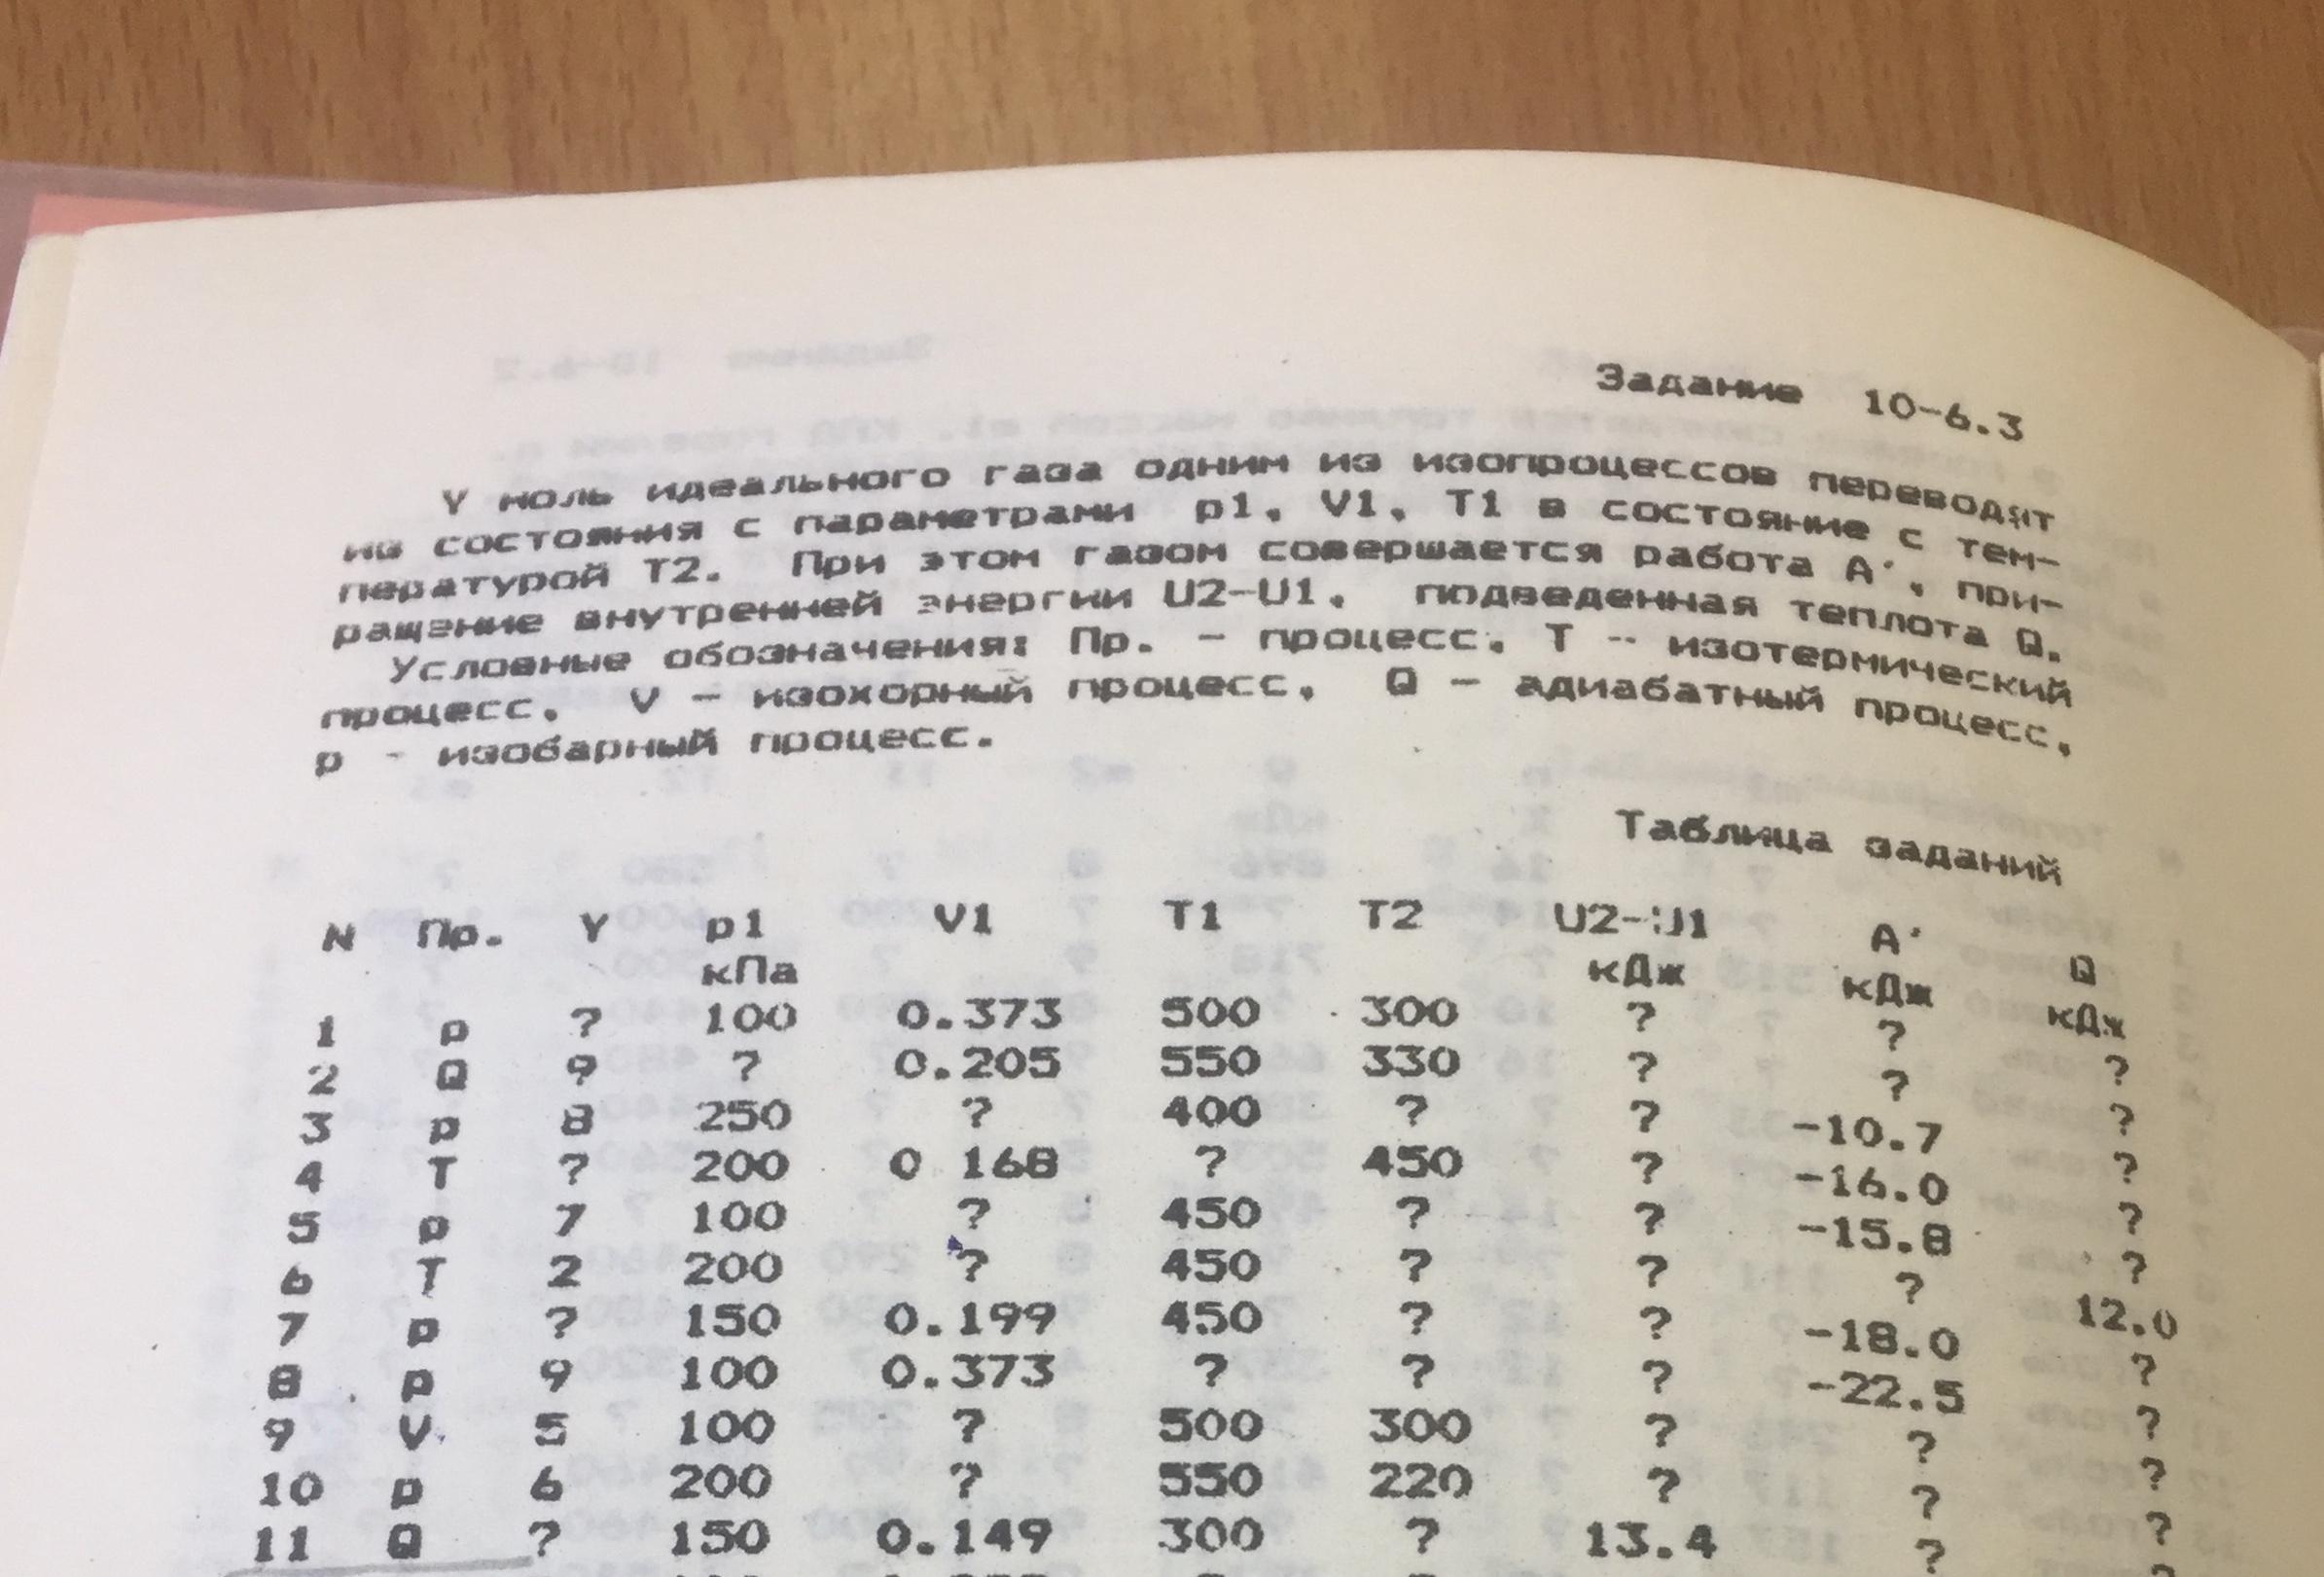 Задание 10-6.3
Y моль идеального газа одним из изопроцессов переводят
из состояния с параметрами p1, V1, T1 в состояние с тем-
пературой T2. При этом газом совершается работа A', при-
ращение внутренней энергии U2-U1, подведенная теплота Q.
Условные обозначения: Пр. - процесс, T -- изотермический
процесс, V - изохорный процесс, Q - адиабатный процесс,
p - изобарный процесс.
Таблица заданий
N Пр. Y p1 V1 T1 T2 U2-U1 A' Q
кПа кДж кДж кДж
1 p ? 100 0.373 500 300 ? ? ?
2 Q 9 ? 0.205 550 330 ? ? ?
3 p 8 250 ? 400 ? ? -10.7 ?
4 T ? 200 0 168 ? 450 ? -16.0 ?
5 p 7 100 ? 450 ? ? -15.8 ?
6 T 2 200 ? 450 ? ? ? 12.0
7 p ? 150 0.199 450 ? ? -18.0 ?
8 p 9 100 0.373 ? ? ? -22.5 ?
9 V 5 100 ? 500 300 ? ? ?
10 p 6 200 ? 550 220 ? ? ?
11 Q ? 150 0.149 300 ? 13.4 ? ?